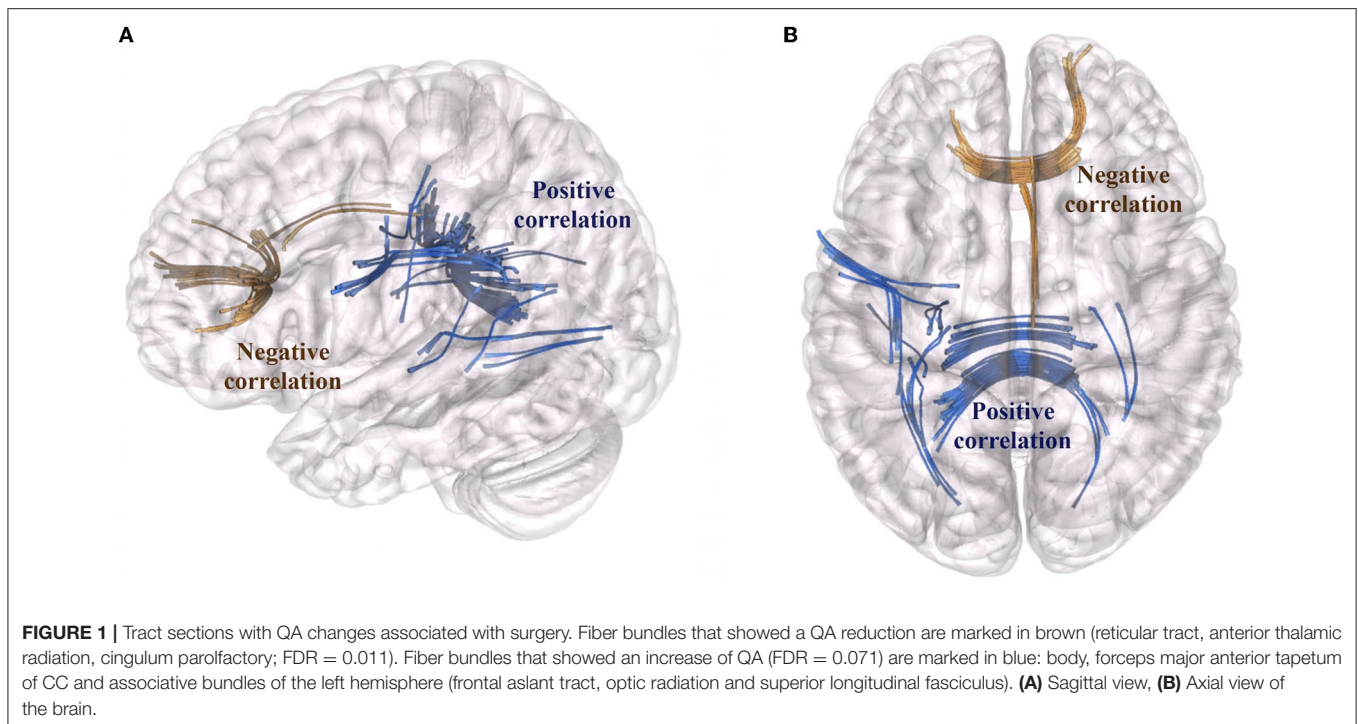 A
B
Positive
correlation
Negative
correlation
Negative
correlation
Positive
correlation
FIGURE 1 | Tract sections with QA changes associated with surgery. Fiber bundles that showed a QA reduction are marked in brown (reticular tract, anterior thalamic
radiation, cingulum parolfactory; FDR = 0.011). Fiber bundles that showed an increase of QA (FDR = 0.071) are marked in blue: body, forceps major anterior tapetum
of CC and associative bundles of the left hemisphere (frontal aslant tract, optic radiation and superior longitudinal fasciculus). (A) Sagittal view, (B) Axial view of
the brain.